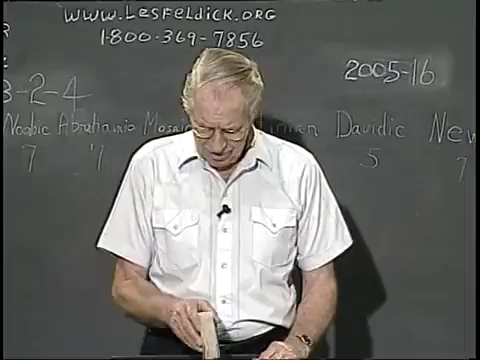 www.LesFeldick.ORG
1-800-369-7856
2005-16
3-2-4
Noahic Abrahamic Mosaic Davidic New
7 7 5 7